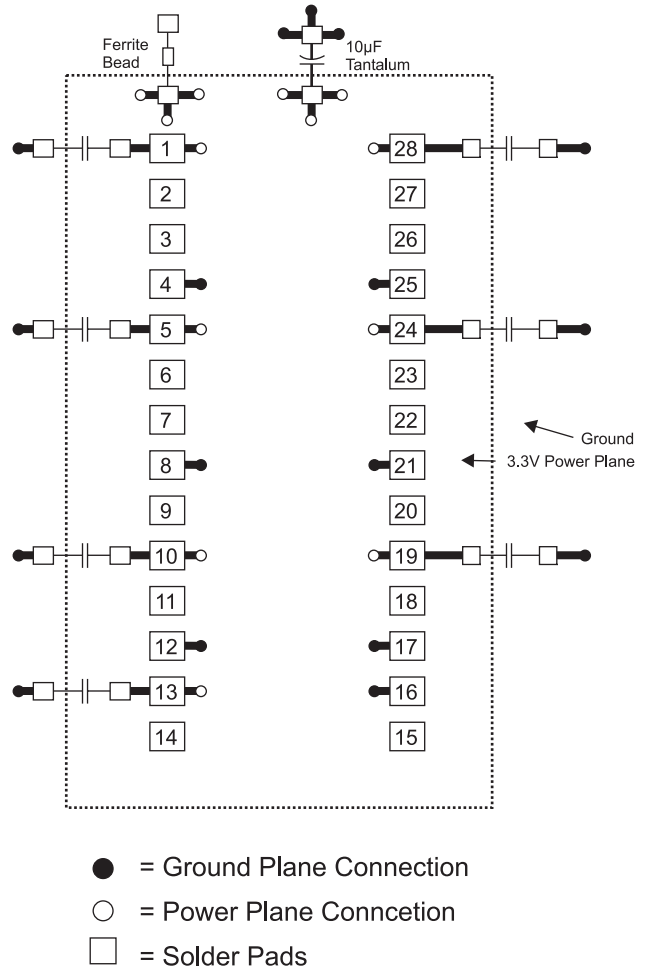 Ferrite
Bead
10µF
Tantalum
1 28
2 27
3 26
4 25
5 24
6 23
7 22
Ground
8 21 3.3V Power Plane
9 20
10 19
11 18
12 17
13 16
14 15
= Ground Plane Connection
= Power Plane Conncetion
= Solder Pads